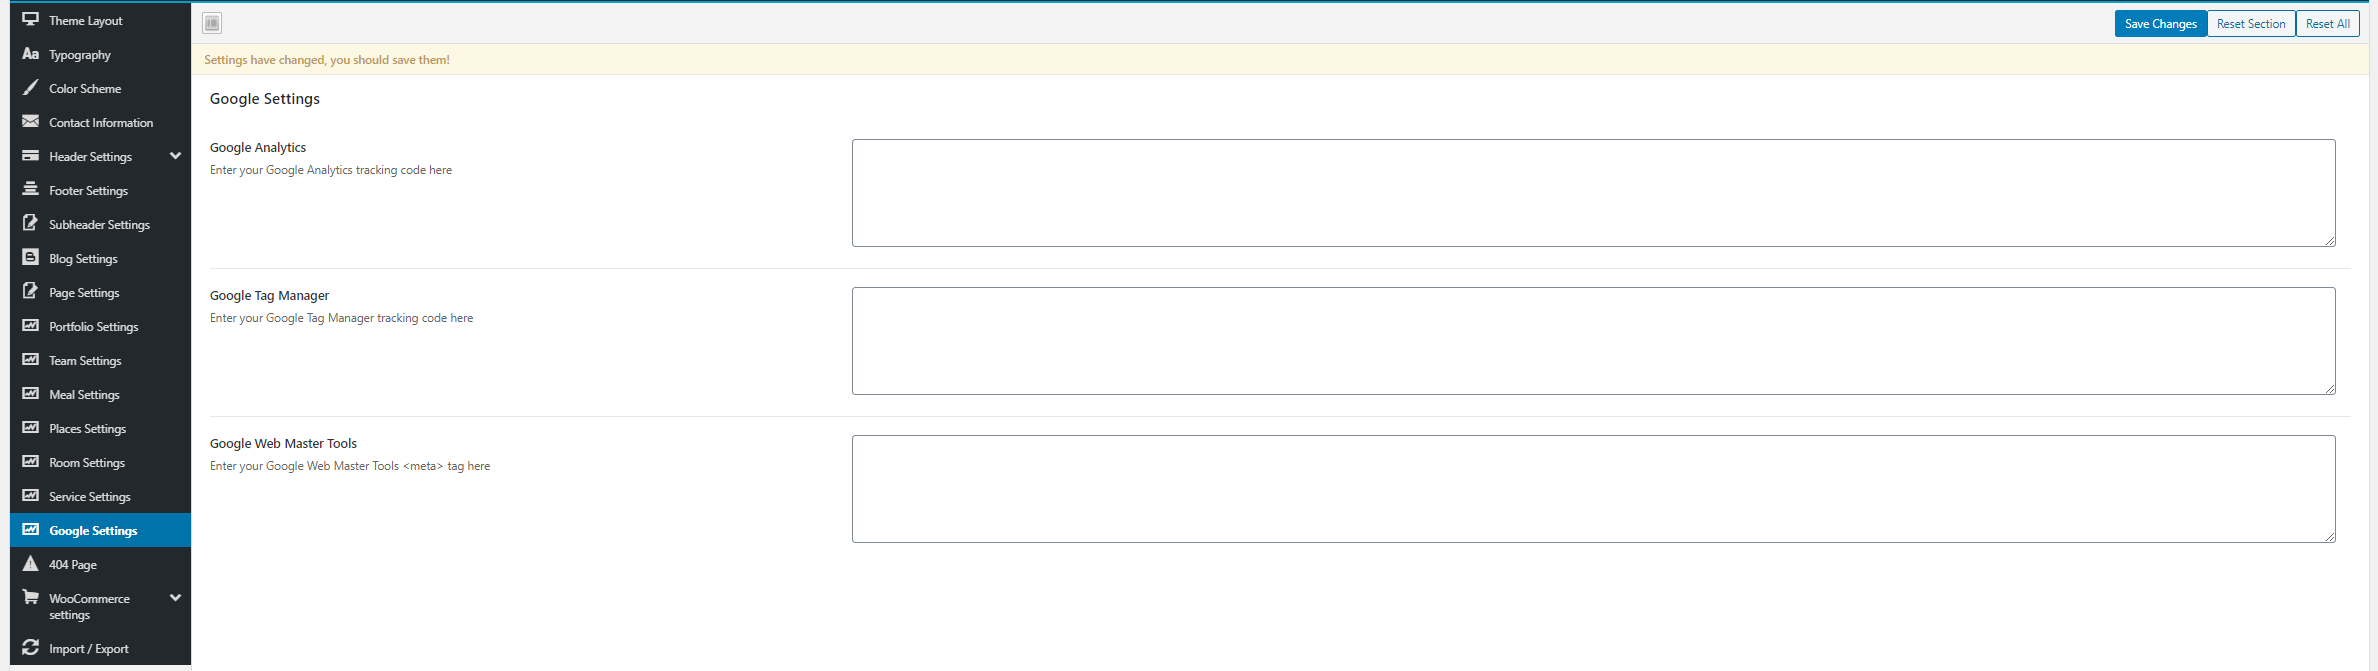 Theme Layout
Aa Typography
Color Scheme
Contact Information
Header Settings
Footer Settings
Subheader Settings
Blog Settings
Page Settings
Portfolio Settings
Team Settings
Meal Settings
Places Settings
Room Settings
Service Settings
Google Settings
404 Page
WooCommerce
settings
Import / Export
Save Changes Reset Section Reset All
Settings have changed, you should save them!
Google Settings
Google Analytics
Enter your Google Analytics tracking code here
Google Tag Manager
Enter your Google Tag Manager tracking code here
Google Web Master Tools
Enter your Google Web Master Tools <meta> tag here